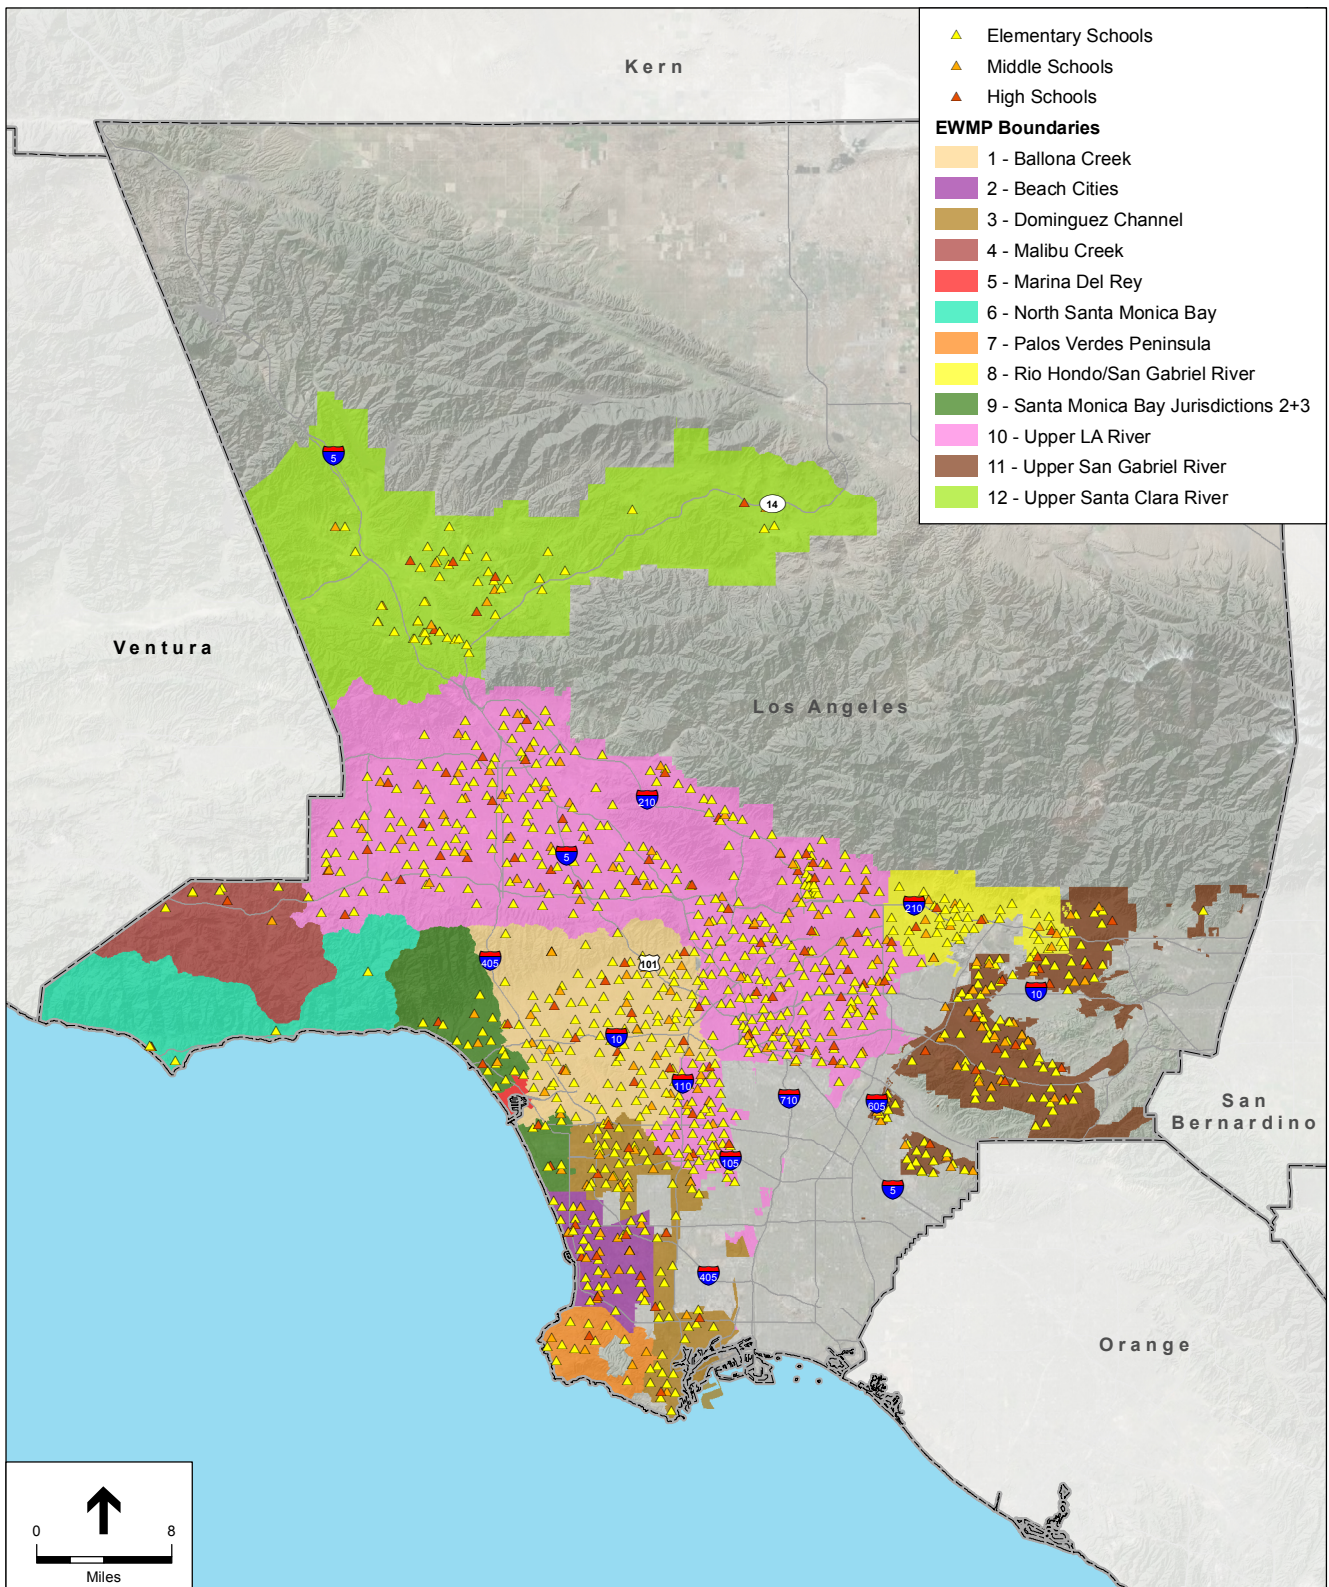 Elementary Schools
Middle Schools
High Schools
EWMP Boundaries
1 - Ballona Creek
2 - Beach Cities
3 - Dominguez Channel
4 - Malibu Creek
5 - Marina Del Rey
6 - North Santa Monica Bay
7 - Palos Verdes Peninsula
8 - Rio Hondo/San Gabriel River
9 - Santa Monica Bay Jurisdictions 2+3
10 - Upper LA River
11 - Upper San Gabriel River
12 - Upper Santa Clara River
Kern
5
14
Ventura
Los Angeles
210
5
210
405
101
10
10
110
710
605
San
Bernardino
105
5
405
Orange
0 8
Miles